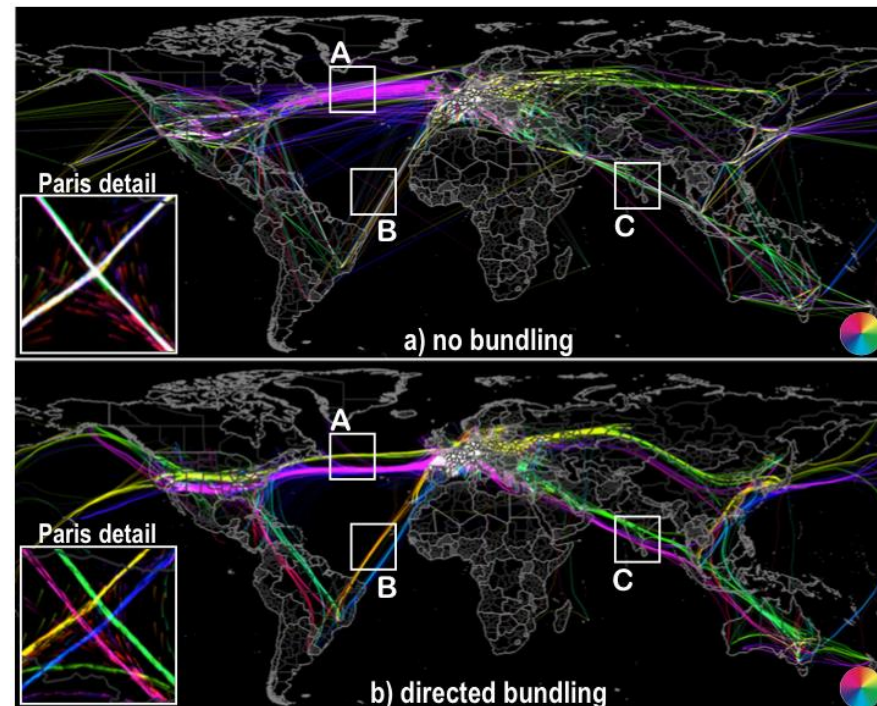 A
Paris detail
B
C
a) no bundling
A
Paris detail
B
C
b) directed bundling